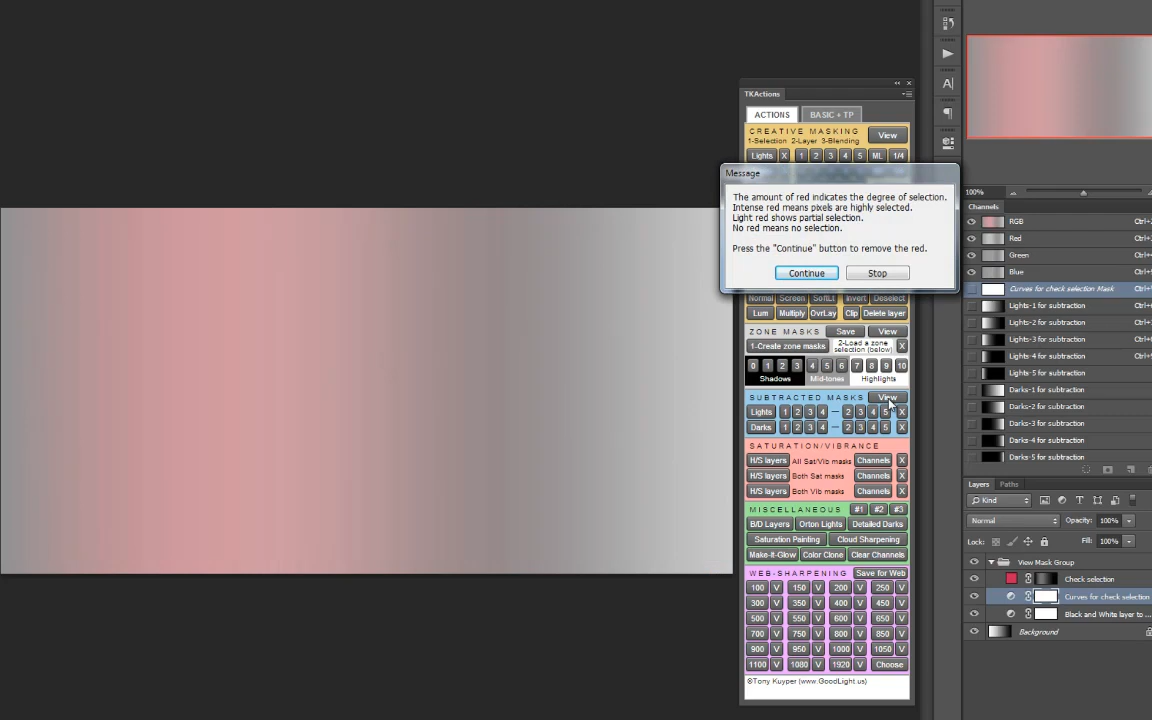 TKActions
ACTIONS
BASIC + TP
CREATIVE MASKING
View
1-Selection 2-Layer 3-Blending
Lights X 1 2 3 4 5 ML 1/4
Message
The amount of red indicates the degree of selection.
Intense red means pixels are highly selected.
Light red shows partial selection.
No red means no selection.
Press the "Continue" button to remove the red.
Continue
Stop
Normal Screen SoftLt Invert Deselect
Lum Multiply OvrLay Clip Delete layer
ZONE MASKS Save View
1-Create zone masks
2-Load a zone
selection (below)
X
0 1 2 3 4 5 6 7 8 9 10
Shadows Mid-tones Highlights
SUBTRACTED MASKS View
Lights 1 2 3 4 — 2 3 4 5 X
Darks 1 2 3 4 — 2 3 4 5 X
SATURATION/VIBRANCE
H/S layers All Sat/Vib masks Channels X
H/S layers Both Sat masks Channels X
H/S layers Both Vib masks Channels X
MISCELLANEOUS #1 #2 #3
B/D Layers Orton Lights Detailed Darks
Saturation Painting Cloud Sharpening
Make-It-Glow Color Clone Clear Channels
WEB-SHARPENING Save for Web
100 V 150 V 200 V 250 V
300 V 350 V 400 V 450 V
500 V 550 V 600 V 650 V
700 V 750 V 800 V 850 V
900 V 950 V 1000 V 1050 V
1100 V 1080 V 1920 V Choose
©Tony Kuyper (www.GoodLight.us)
100%
Channels
RGB
Red
Green
Blue
Curves for check selection Mask
Lights-1 for subtraction
Lights-2 for subtraction
Lights-3 for subtraction
Lights-4 for subtraction
Lights-5 for subtraction
Darks-1 for subtraction
Darks-2 for subtraction
Darks-3 for subtraction
Darks-4 for subtraction
Darks-5 for subtraction
Layers Paths
Kind
Normal Opacity: 100%
Lock: Fill: 100%
View Mask Group
Check selection
Curves for check selection
Black and White layer to ...
Background